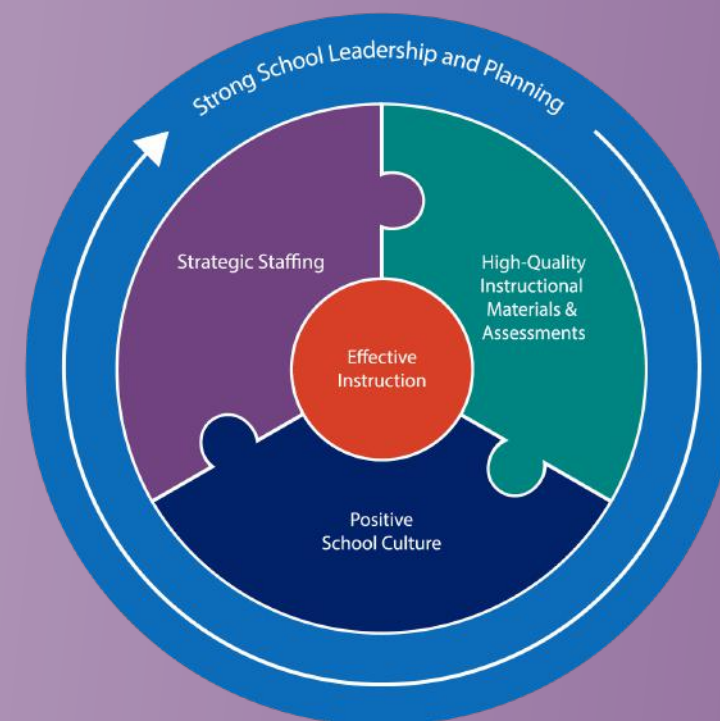 Strong School Leadership and Planning
Strategic Staffing
High-Quality
Instructional
Materials &
Assessments
Effective
Instruction
Positive
School Culture